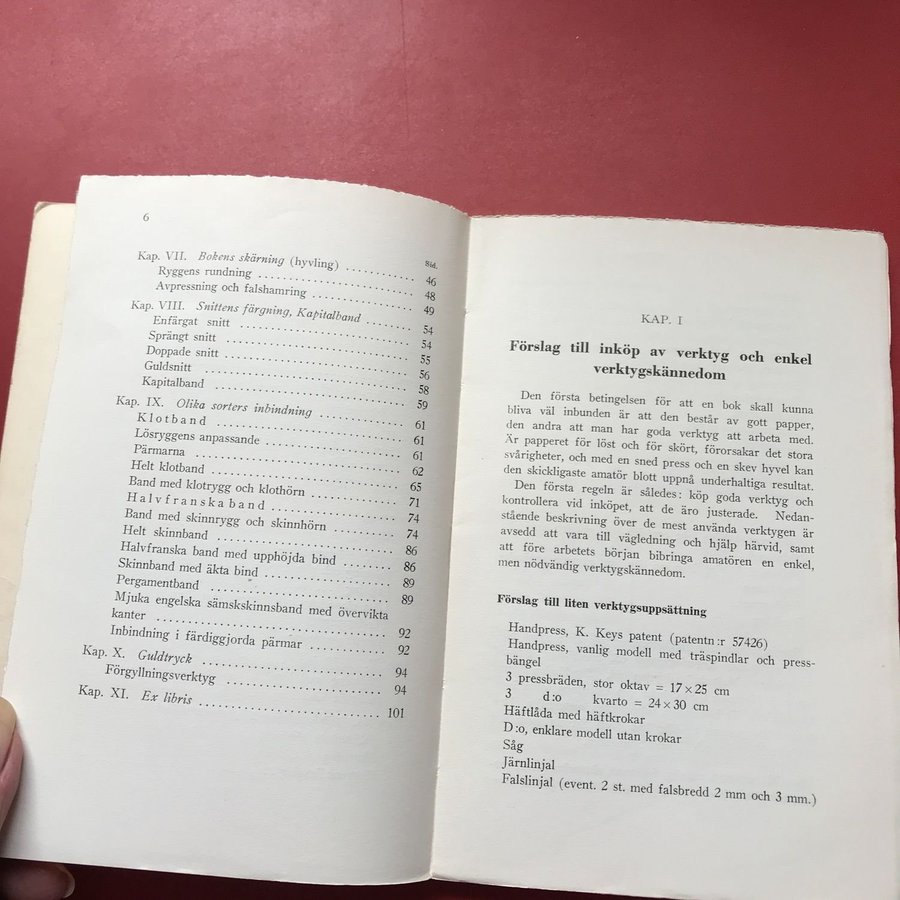 6
Sid.
Kap. VII. Bokens skärning (hyvling) 46
Ryggens rundning 48
Avpressning och falshamring 49
Kap. VIII. Snittens färgning, Kapitalband 54
Enfärgat snitt 54
Sprängt snitt 55
Doppade snitt 56
Guldsnitt 58
Kapitalband 59
Kap. IX. Olika sorters inbindning 61
Klotband 61
Lösryggens anpassande 61
Pärmarna 62
Helt klotband 65
Band med klotrygg och klothörn 71
Halvfranska band 74
Band med skinnrygg och skinnhörn 74
Helt skinnband 86
Halvfranska band med upphöjda bind 86
Skinnband med äkta bind 89
Pergamentband 89
Mjuka engelska sämskskinnsband med övervikta
kanter 92
Inbindning i färdiggjorda pärmar 92
Kap. X. Guldtryck 94
Förgyllningsverktyg 94
Kap. XI. Ex libris 101
KAP. I
Förslag till inköp av verktyg och enkel
verktygskännedom
Den första betingelsen för att en bok skall kunna
bliva väl inbunden är att den består av gott papper,
den andra att man har goda verktyg att arbeta med.
Är papperet för löst och för skört, förorsakar det stora
svårigheter, och med en sned press och en skev hyvel kan
den skickligaste amatör blott uppnå underhaltiga resultat.
Den första regeln är således: köp goda verktyg och
kontrollera vid inköpet, att de äro justerade. Nedan-
stående beskrivning över de mest använda verktygen är
avsedd att vara till vägledning och hjälp härvid, samt
att före arbetets början bibringa amatören en enkel,
men nödvändig verktygskännedom.
Förslag till liten verktygsuppsättning
Handpress, K. Keys patent (patentn:r 57426)
Handpress, vanlig modell med träspindlar och press-
bängel
3 pressbräden, stor oktav = 17 × 25 cm
3 d:o kvarto = 24 × 30 cm
Häftlåda med häftkrokar
D:o, enklare modell utan krokar
Såg
Järnlinjal
Falslinjal (event. 2 st. med falsbredd 2 mm och 3 mm.)